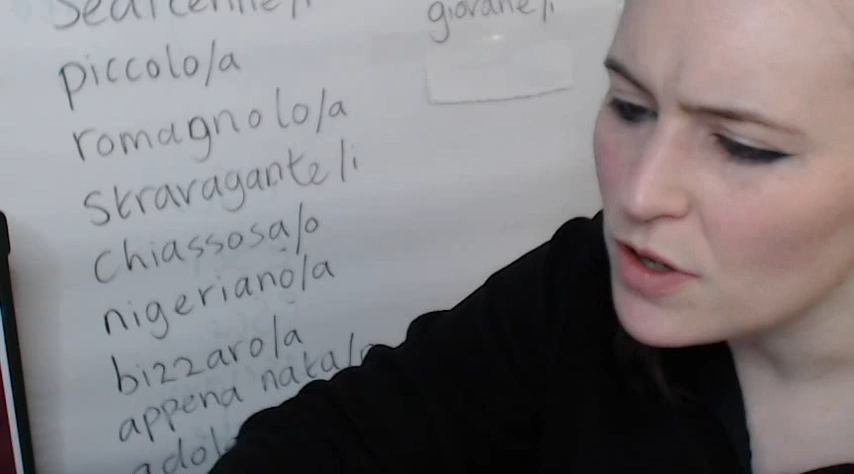 giovane/i
piccolo/a
romagnolo/a
stravagante/i
chiassosa/o
nigeriano/a
bizzaro/a
appena nata/o